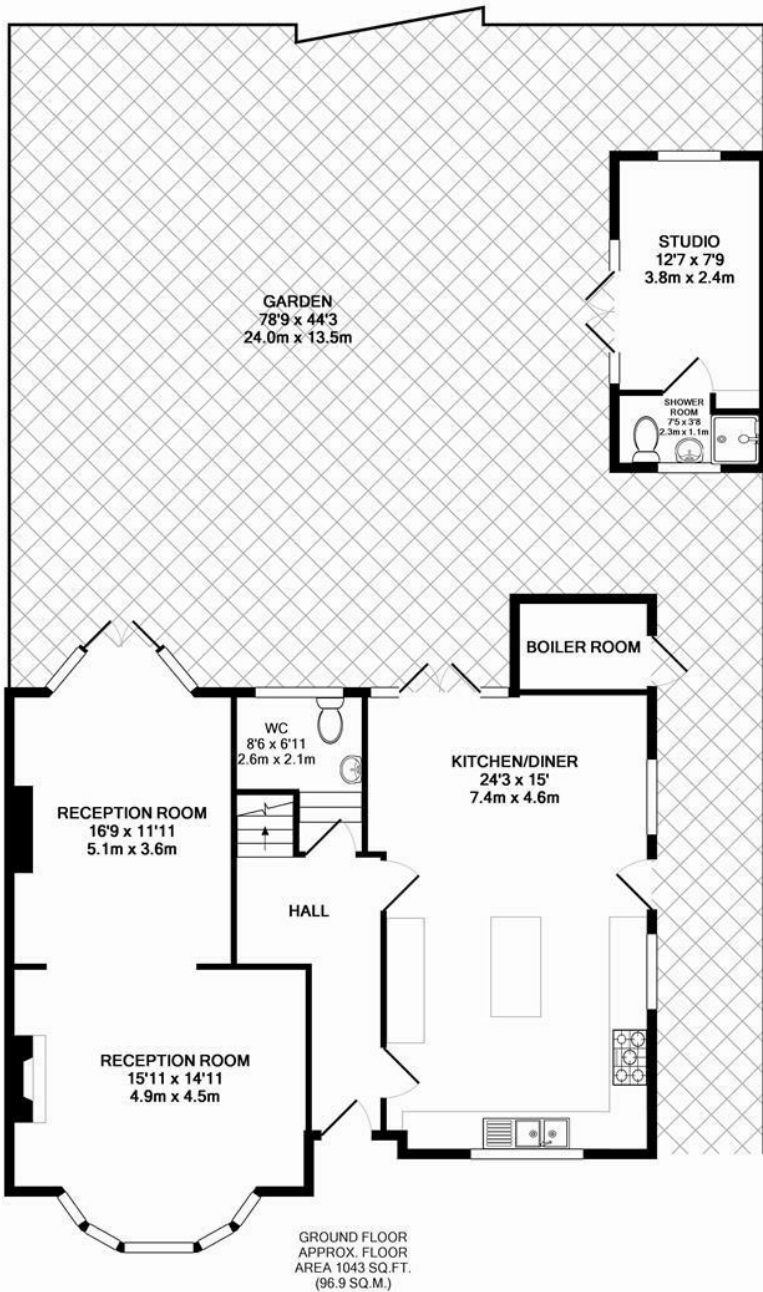 GARDEN
78'9 x 44'3
24.0m x 13.5m
STUDIO
12'7 x 7'9
3.8m x 2.4m
SHOWER
ROOM
7'5 x 3'8
2.3m x 1.1m
BOILER ROOM
WC
8'6 x 6'11
2.6m x 2.1m
KITCHEN/DINER
24'3 x 15'
7.4m x 4.6m
RECEPTION ROOM
16'9 x 11'11
5.1m x 3.6m
HALL
RECEPTION ROOM
15'11 x 14'11
4.9m x 4.5m
GROUND FLOOR
APPROX. FLOOR
AREA 1043 SQ.FT.
(96.9 SQ.M.)